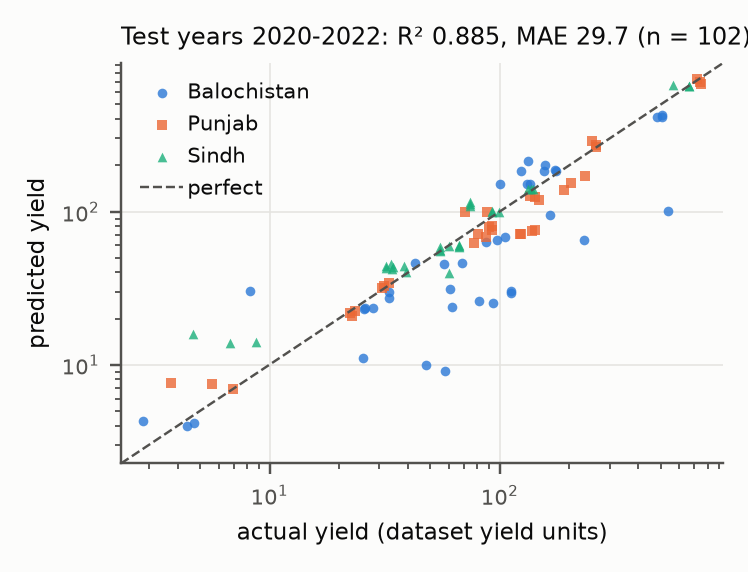 Test years 2020-2022: R² 0.885, MAE 29.7 (n = 102)
Balochistan
Punjab
Sindh
perfect
predicted yield
10²
10¹
10¹
10²
actual yield (dataset yield units)